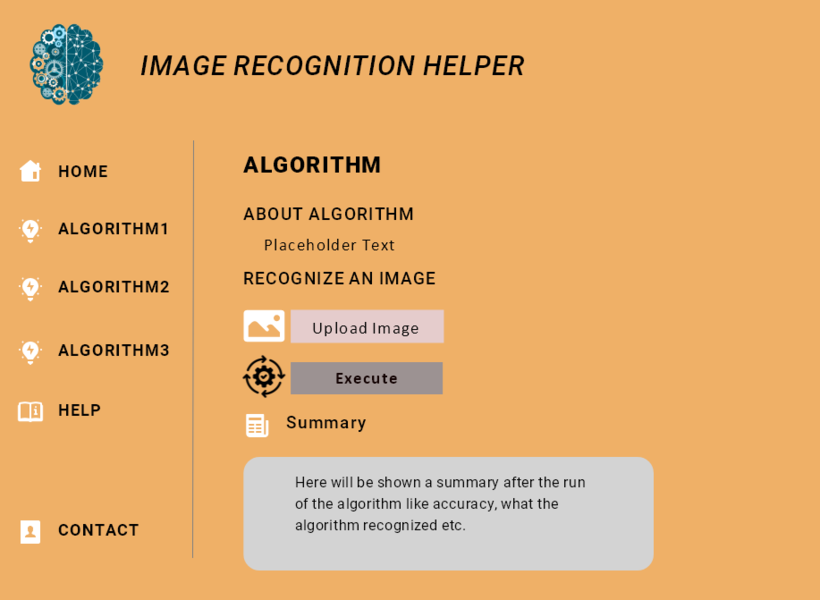 IMAGE RECOGNITION HELPER
HOME
ALGORITHM1
ALGORITHM2
ALGORITHM3
HELP
CONTACT
ALGORITHM
ABOUT ALGORITHM
Placeholder Text
RECOGNIZE AN IMAGE
Upload Image
Execute
Summary
Here will be shown a summary after the run
of the algorithm like accuracy, what the
algorithm recognized etc.